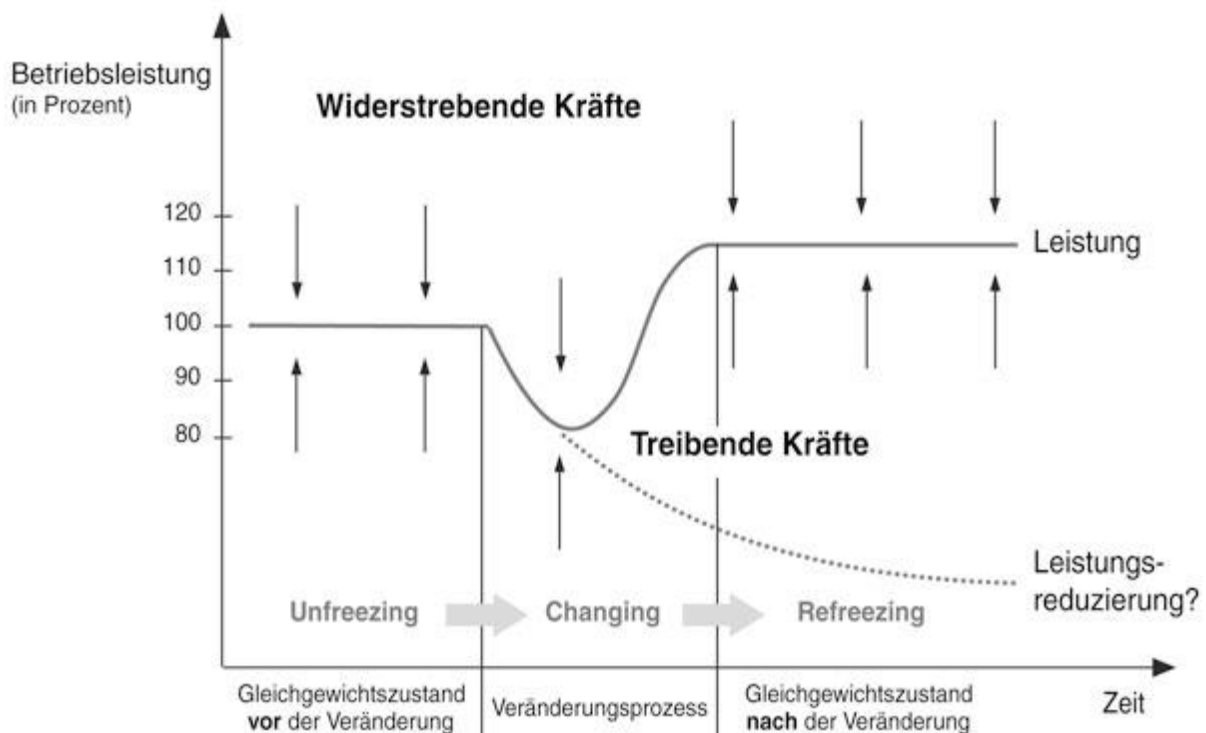 Betriebsleistung
(in Prozent)
Widerstrebende Kräfte
120
110
100
90
80
Leistung
Treibende Kräfte
Leistungs-
reduzierung?
Unfreezing
Changing
Refreezing
Gleichgewichtszustand
vor der Veränderung
Veränderungsprozess
Gleichgewichtszustand
nach der Veränderung
Zeit